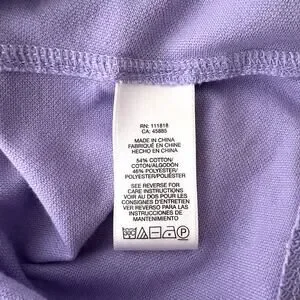 RN: 111818
CA: 45885
MADE IN CHINA
FABRIQUÉ EN CHINE
HECHO EN CHINA
54% COTTON/
COTON/ALGODÓN
46% POLYESTER/
POLYESTER/POLIÉSTER
SEE REVERSE FOR
CARE INSTRUCTIONS
VOIR AU DOS POUR LES
CONSIGNES D'ENTRETIEN
VER REVERSO PARA LAS
INSTRUCCIONES DE
MANTENIMIENTO
P